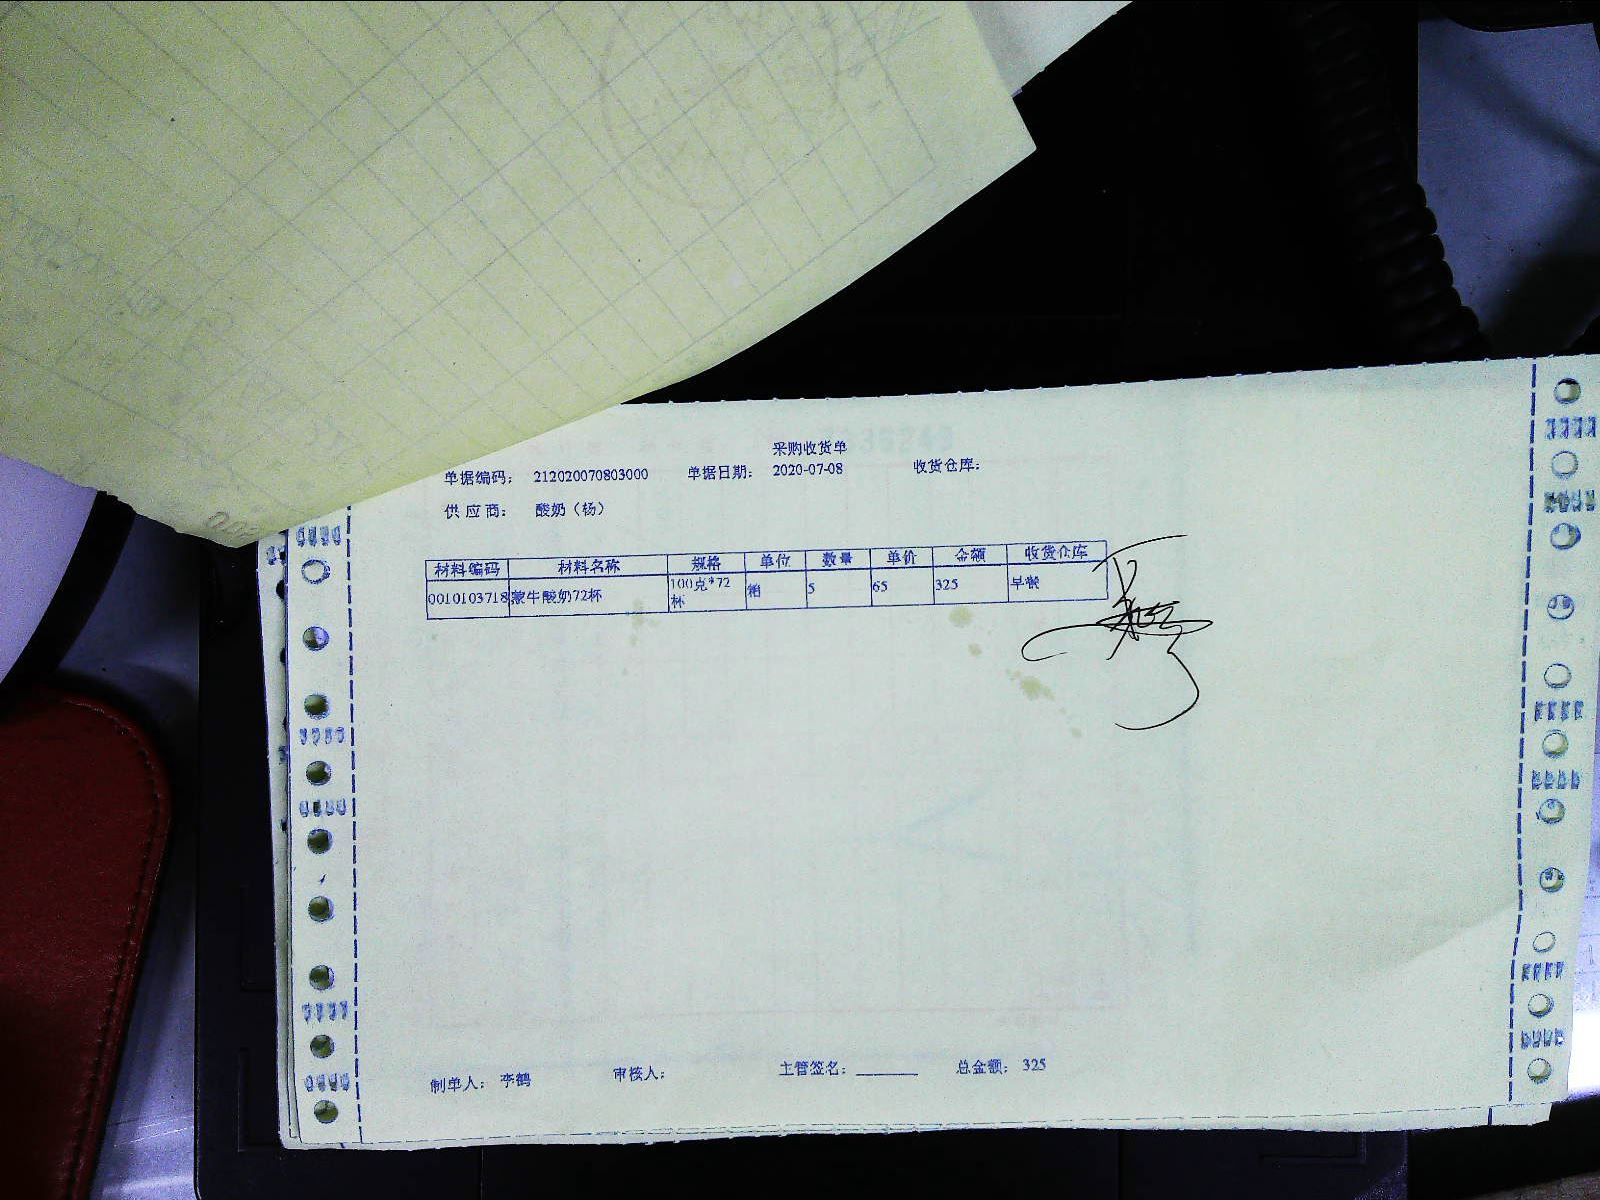 采购收货单
单据编码： 212020070803000 单据日期： 2020-07-08 收货仓库：
供应商： 酸奶（杨）
材料编码 材料名称 规格 单位 数量 单价 金额 收货仓库
0010103718 蒙牛酸奶72杯 100克*72杯 箱 5 65 325 早餐
制单人： 李鹤 审核人： 主管签名：________ 总金额： 325